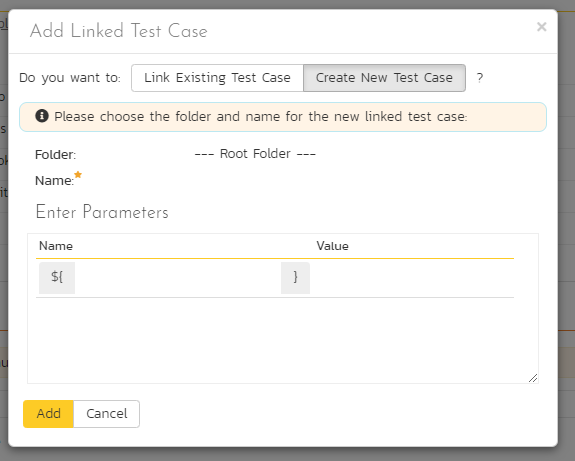 Add Linked Test Case
×
Do you want to: Link Existing Test Case Create New Test Case ?
Please choose the folder and name for the new linked test case:
Folder: --- Root Folder ---
Name:*
Enter Parameters
Name Value
${ }
Add Cancel